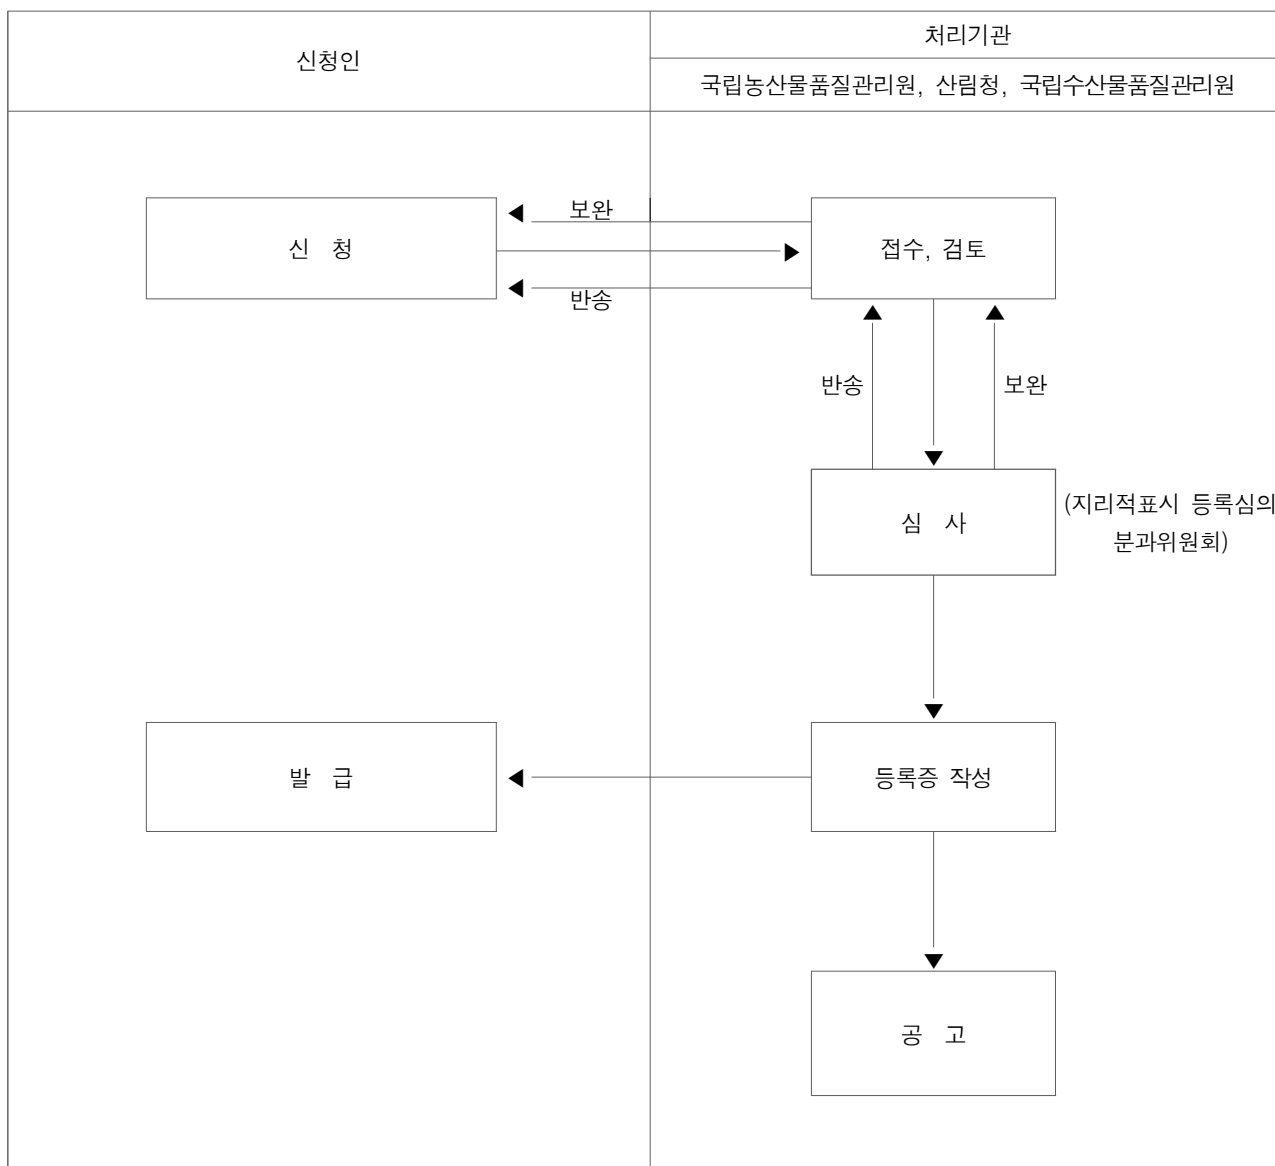 신청인
처리기관
국립농산물품질관리원, 산림청, 국립수산물품질관리원
보완
신 청
접수, 검토
반송
반송
보완
심 사
(지리적표시 등록심의
분과위원회)
발 급
등록증 작성
공 고